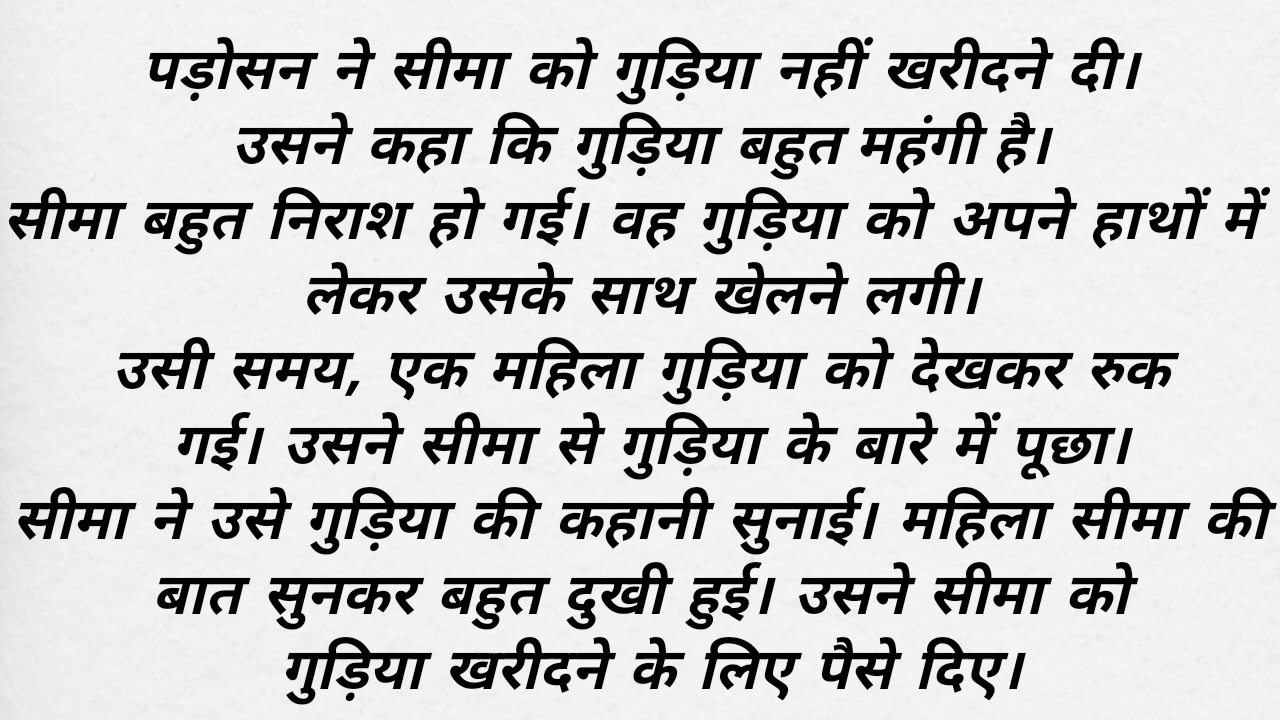 पड़ोसन ने सीमा को गुड़िया नहीं खरीदने दी।
उसने कहा कि गुड़िया बहुत महंगी है।
सीमा बहुत निराश हो गई। वह गुड़िया को अपने हाथों में
लेकर उसके साथ खेलने लगी।
उसी समय, एक महिला गुड़िया को देखकर रुक
गई। उसने सीमा से गुड़िया के बारे में पूछा।
सीमा ने उसे गुड़िया की कहानी सुनाई। महिला सीमा की
बात सुनकर बहुत दुखी हुई। उसने सीमा को
गुड़िया खरीदने के लिए पैसे दिए।